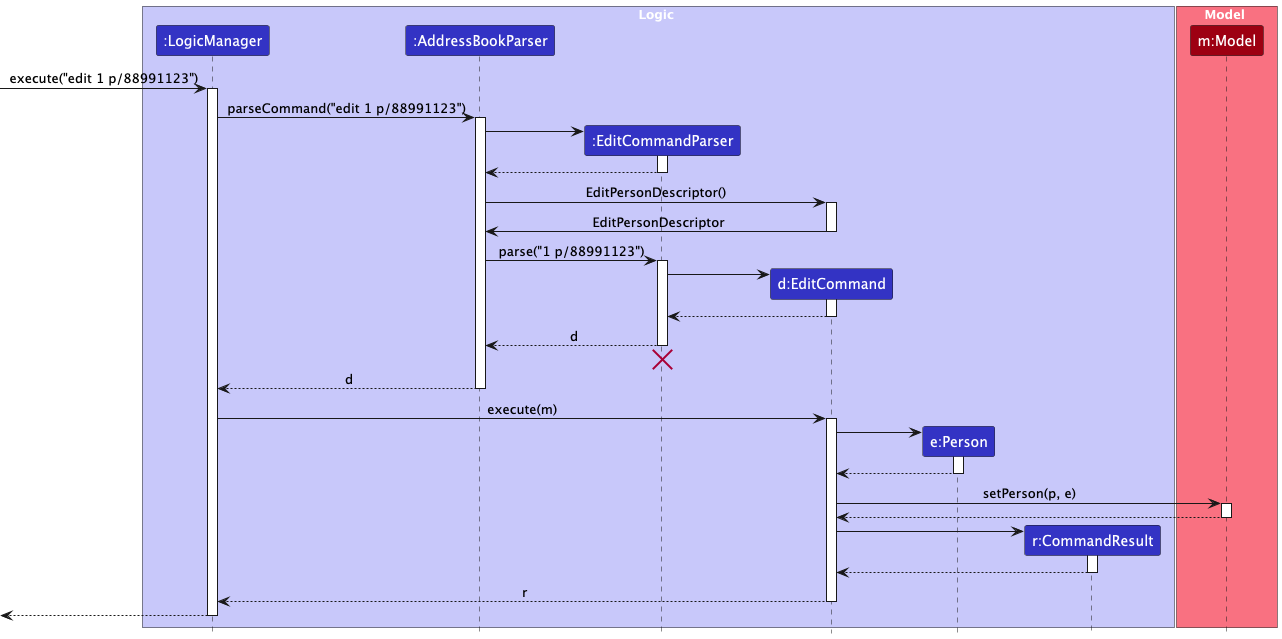 Logic
Model
:LogicManager
:AddressBookParser
m:Model
execute("edit 1 p/88991123")
parseCommand("edit 1 p/88991123")
:EditCommandParser
EditPersonDescriptor()
EditPersonDescriptor
parse("1 p/88991123")
d:EditCommand
d
d
execute(m)
e:Person
setPerson(p, e)
r:CommandResult
r